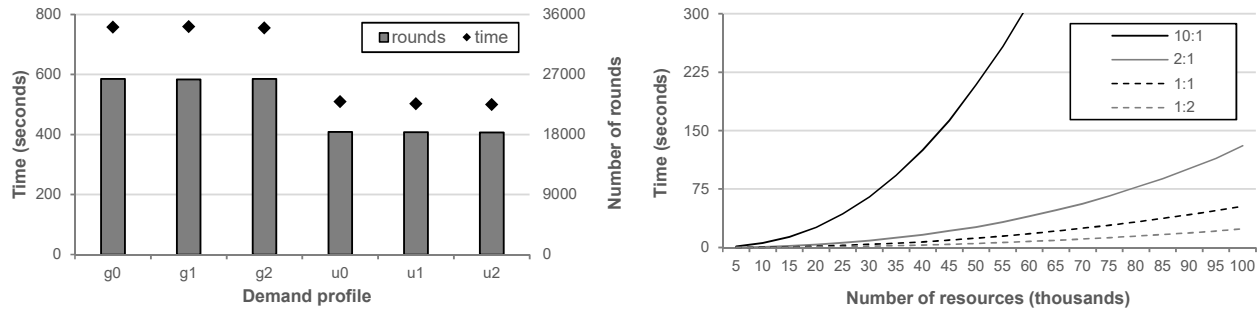 800
600
400
200
0
Time (seconds)
36000
27000
18000
9000
0
Number of rounds
rounds time
g0 g1 g2 u0 u1 u2
Demand profile
300
225
150
75
0
Time (seconds)
10:1
2:1
1:1
1:2
5 10 15 20 25 30 35 40 45 50 55 60 65 70 75 80 85 90 95 100
Number of resources (thousands)